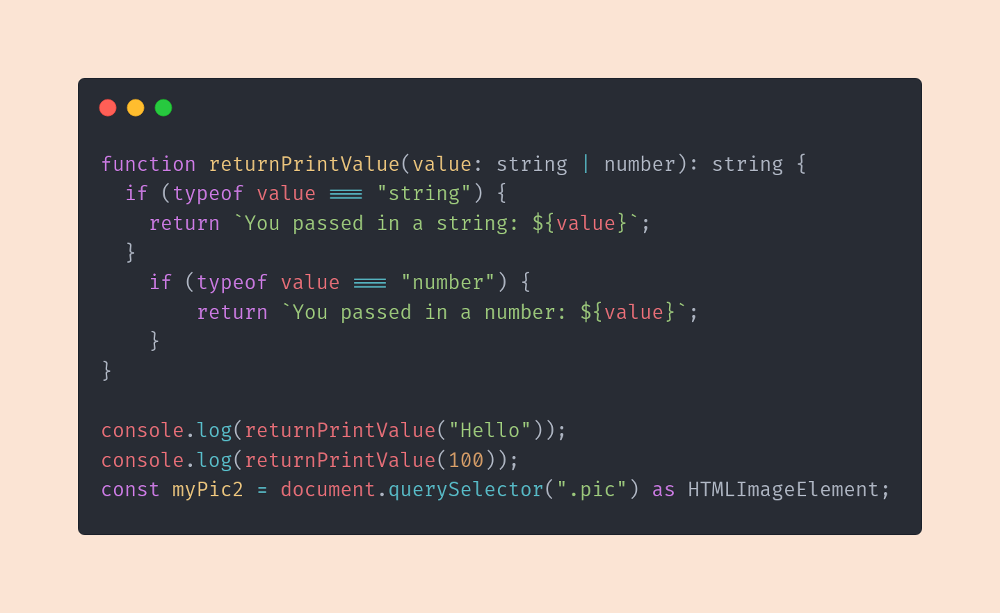 function returnPrintValue(value: string | number): string {
  if (typeof value === "string") {
    return `You passed in a string: ${value}`;
  }
    if (typeof value === "number") {
        return `You passed in a number: ${value}`;
    }
}

console.log(returnPrintValue("Hello"));
console.log(returnPrintValue(100));
const myPic2 = document.querySelector(".pic") as HTMLImageElement;